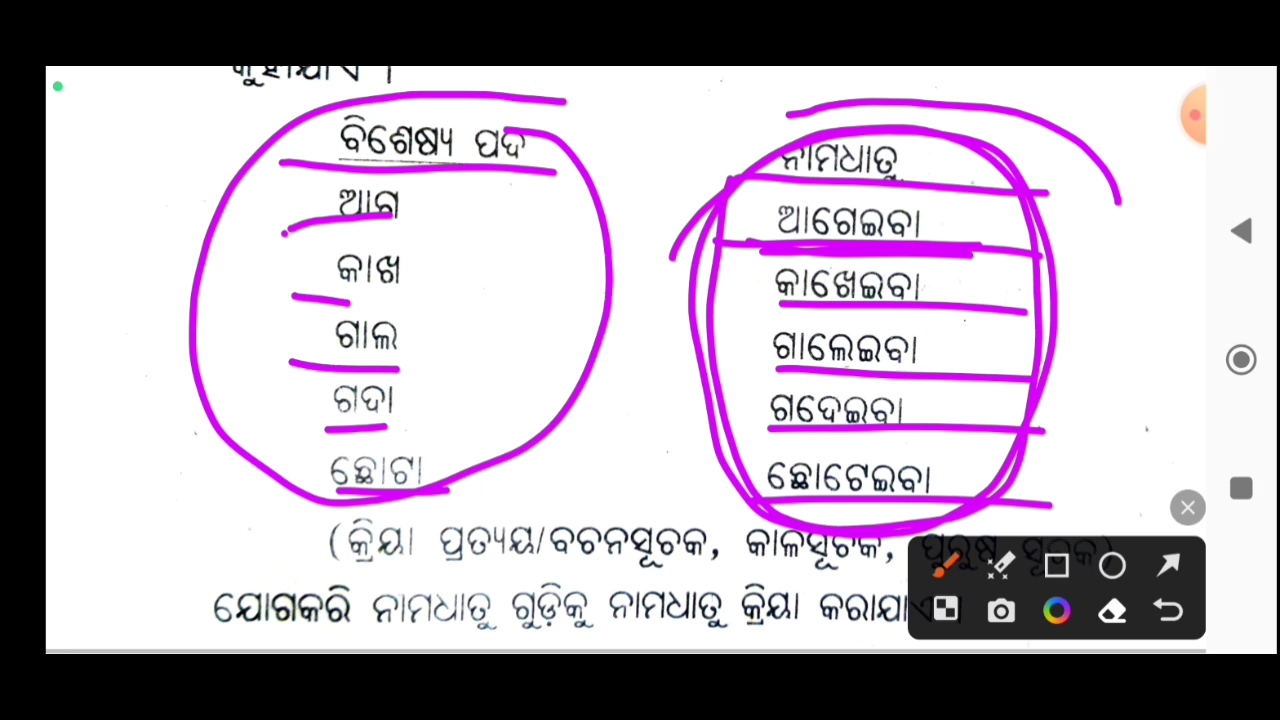 କୁହାଯାଏ ।
ବିଶେଷ୍ୟ ପଦ ନାମଧାତୁ
ଆଗ ଆଗେଇବା
କାଖ କାଖେଇବା
ଗାଲ ଗାଲେଇବା
ଗଦା ଗଦେଇବା
ଛୋଟା ଛୋଟେଇବା
(କ୍ରିୟା ପ୍ରତ୍ୟୟ/ବଚନସୂଚକ, କାଳସୂଚକ, ପୁରୁଷ ସୂଚକ)
ଯୋଗକରି ନାମଧାତୁ ଗୁଡ଼ିକୁ ନାମଧାତୁ କ୍ରିୟା କରାଯାଏ ।